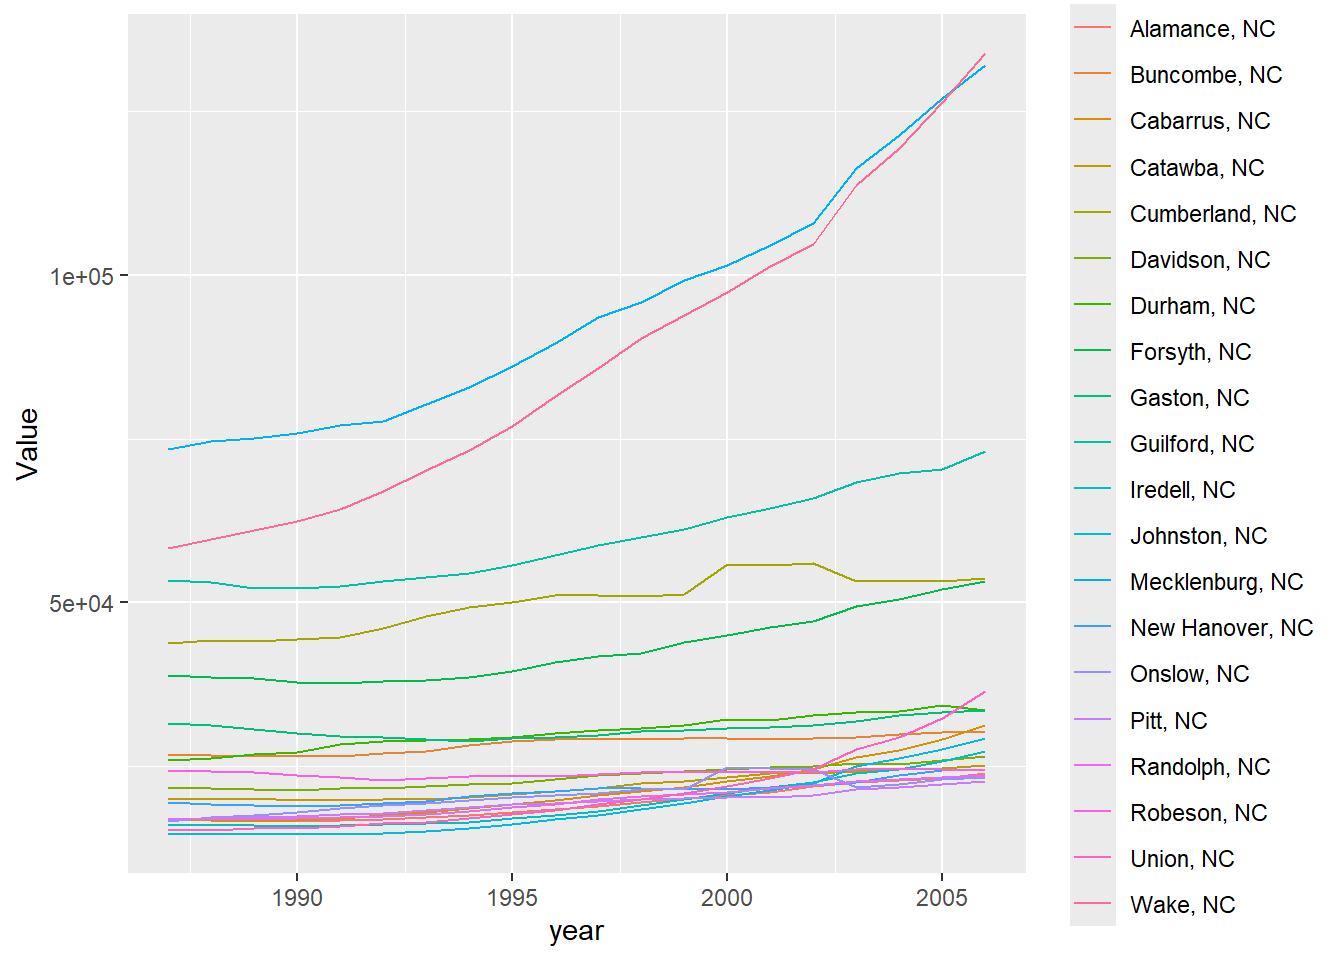 Value
1e+05
5e+04
1990 1995 2000 2005
year
Alamance, NC
Buncombe, NC
Cabarrus, NC
Catawba, NC
Cumberland, NC
Davidson, NC
Durham, NC
Forsyth, NC
Gaston, NC
Guilford, NC
Iredell, NC
Johnston, NC
Mecklenburg, NC
New Hanover, NC
Onslow, NC
Pitt, NC
Randolph, NC
Robeson, NC
Union, NC
Wake, NC